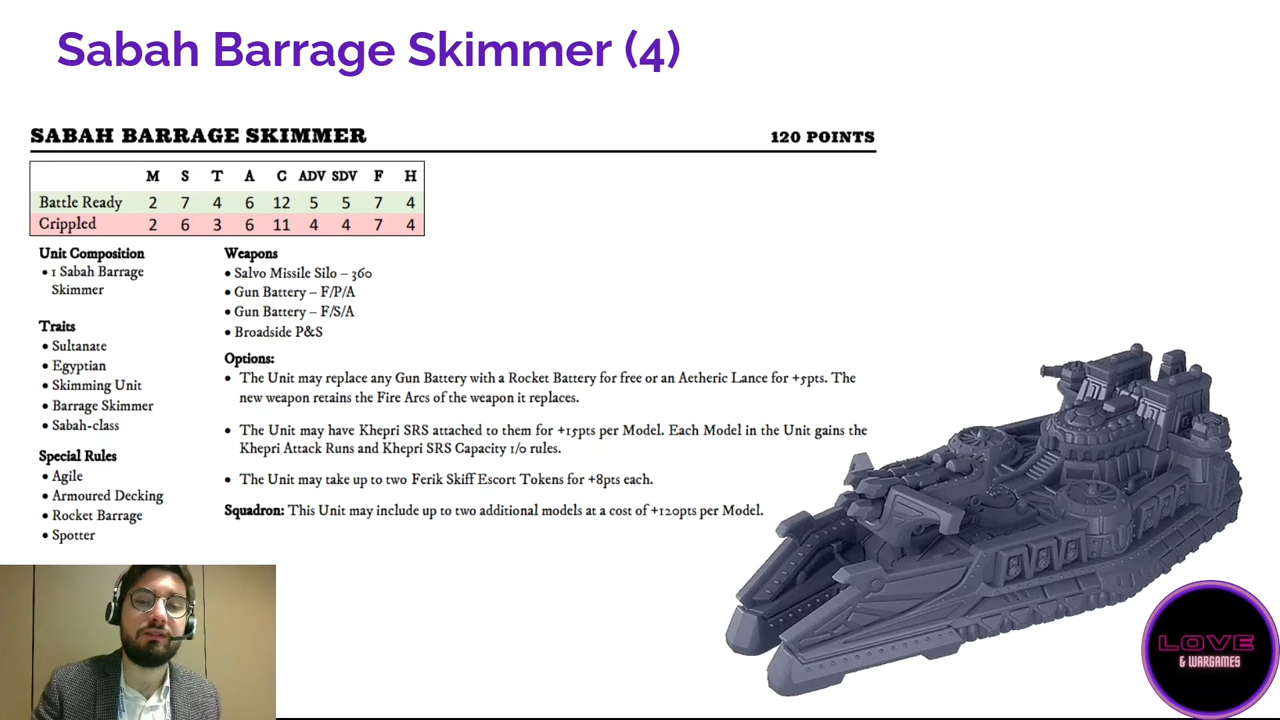 Sabah Barrage Skimmer (4)
SABAH BARRAGE SKIMMER 120 POINTS
M S T A C ADV SDV F H
Battle Ready 2 7 4 6 12 5 5 7 4
Crippled 2 6 3 6 11 4 4 7 4
Unit Composition
• 1 Sabah Barrage
Skimmer
Traits
• Sultanate
• Egyptian
• Skimming Unit
• Barrage Skimmer
• Sabah-class
Special Rules
• Agile
• Armoured Decking
• Rocket Barrage
• Spotter
Weapons
• Salvo Missile Silo – 360
• Gun Battery – F/P/A
• Gun Battery – F/S/A
• Broadside P&S
Options:
• The Unit may replace any Gun Battery with a Rocket Battery for free or an Aetheric Lance for +5pts. The
new weapon retains the Fire Arcs of the weapon it replaces.
• The Unit may have Khepri SRS attached to them for +15pts per Model. Each Model in the Unit gains the
Khepri Attack Runs and Khepri SRS Capacity 1/0 rules.
• The Unit may take up to two Ferik Skiff Escort Tokens for +8pts each.
Squadron: This Unit may include up to two additional models at a cost of +120pts per Model.
LOVE
& WARGAMES